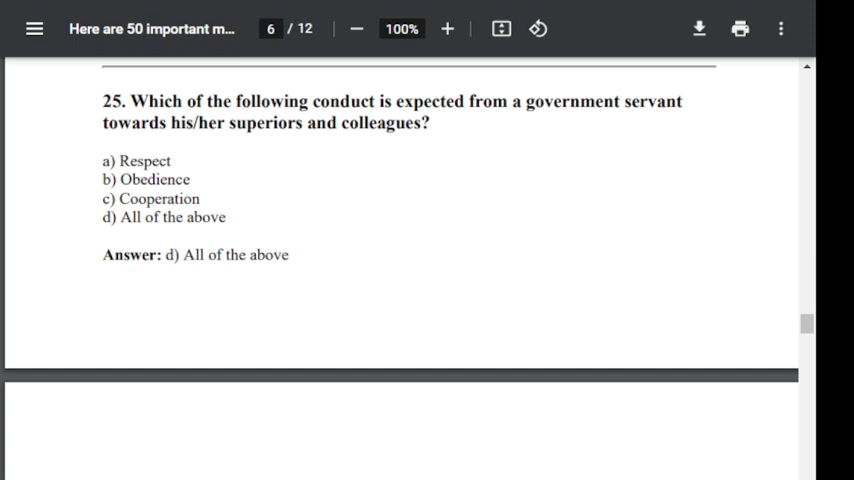 Here are 50 important m... 6 / 12 100%
25. Which of the following conduct is expected from a government servant
towards his/her superiors and colleagues?
a) Respect
b) Obedience
c) Cooperation
d) All of the above
Answer: d) All of the above